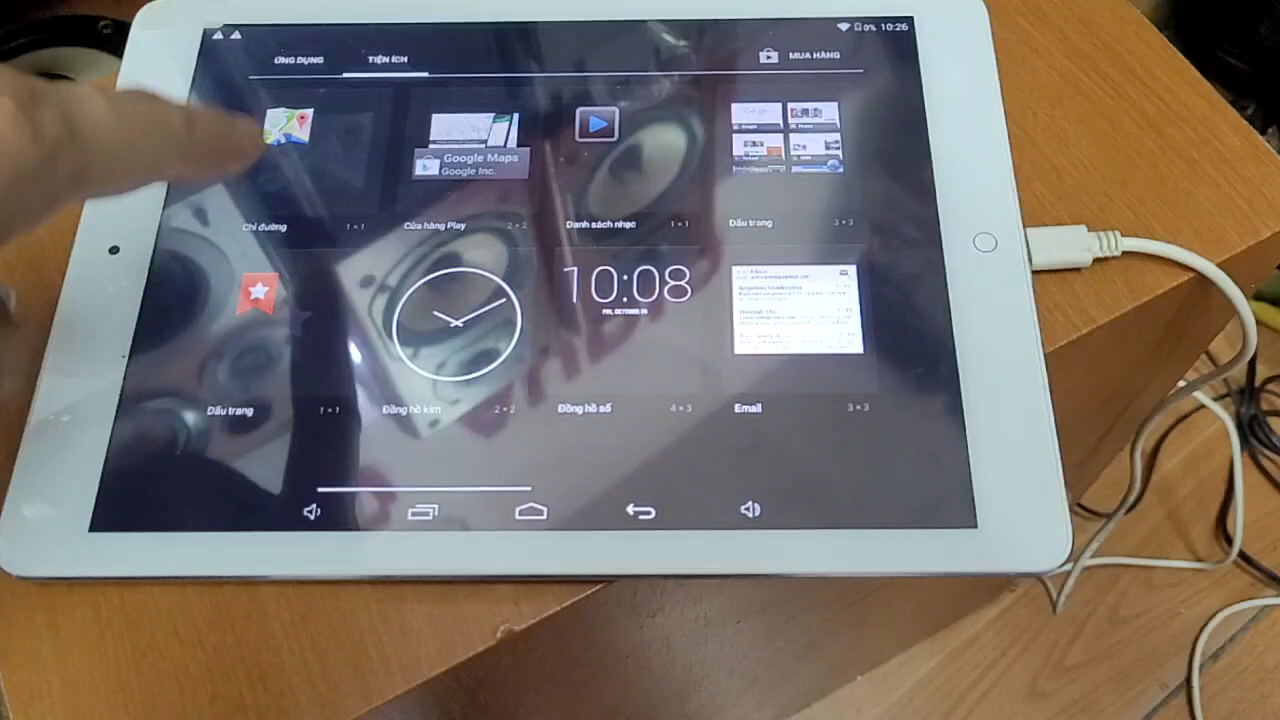 0% 10:26
ỨNG DỤNG TIỆN ÍCH MUA HÀNG
Google Maps
Google Inc.
Chỉ đường 1 × 1
Cửa hàng Play 2 × 2
Danh sách nhạc 1 × 1
Dấu trang 3 × 3
10:08
Dấu trang 1 × 1
Đồng hồ kim 2 × 2
Đồng hồ số 4 × 3
Email 3 × 3